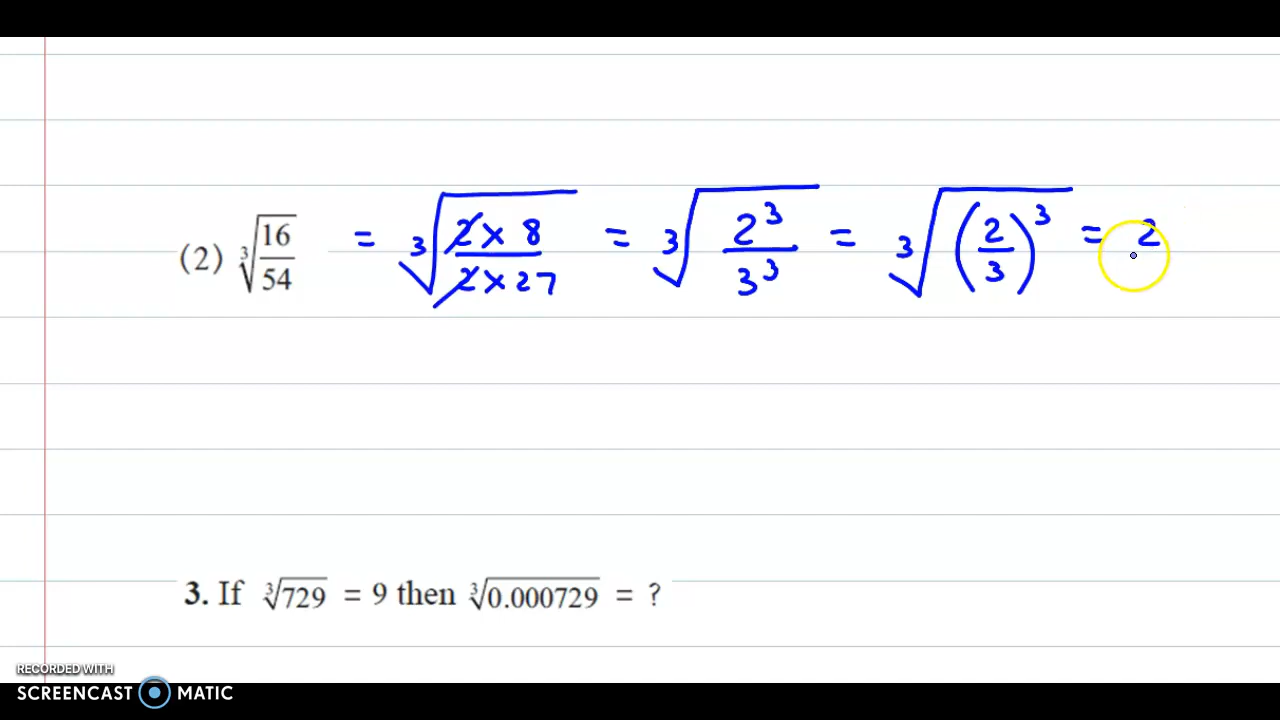 (2) ∛(16/54) = ∛((2 × 8)/(2 × 27)) = ∛(2³/3³) = ∛((2/3)³) = 2
3. If ∛729 = 9 then ∛0.000729 = ?
RECORDED WITH
SCREENCAST MATIC